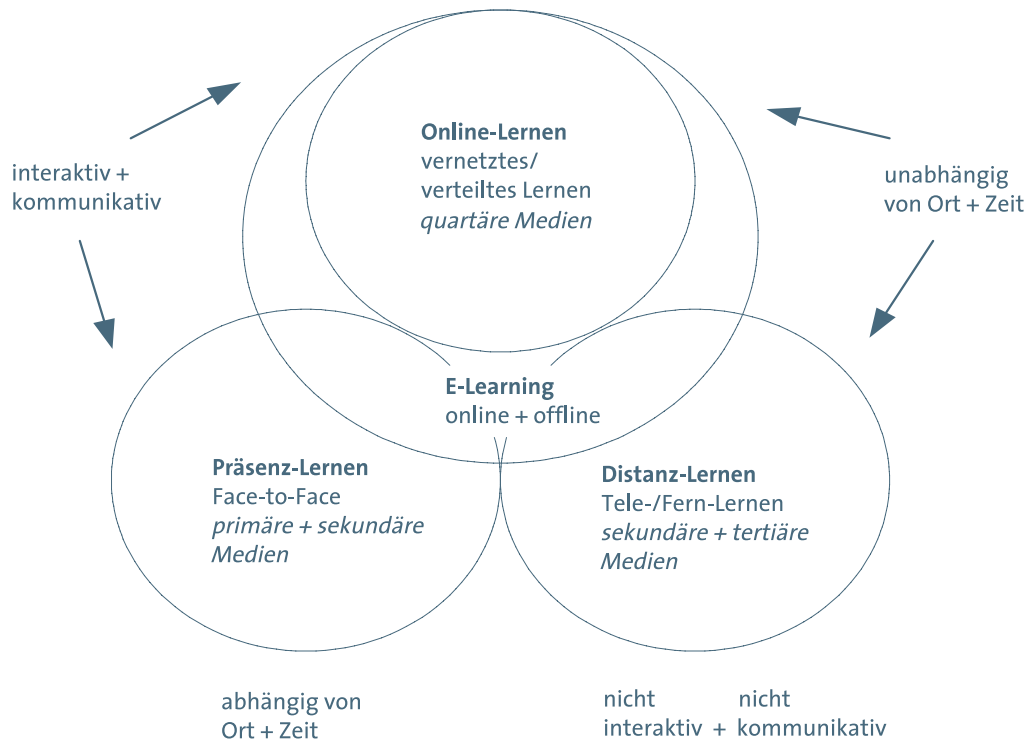 Online-Lernen
vernetztes/
verteiltes Lernen
quartäre Medien
interaktiv +
kommunikativ
unabhängig
von Ort + Zeit
E-Learning
online + offline
Präsenz-Lernen
Face-to-Face
primäre + sekundäre
Medien
Distanz-Lernen
Tele-/Fern-Lernen
sekundäre + tertiäre
Medien
abhängig von
Ort + Zeit
nicht nicht
interaktiv + kommunikativ